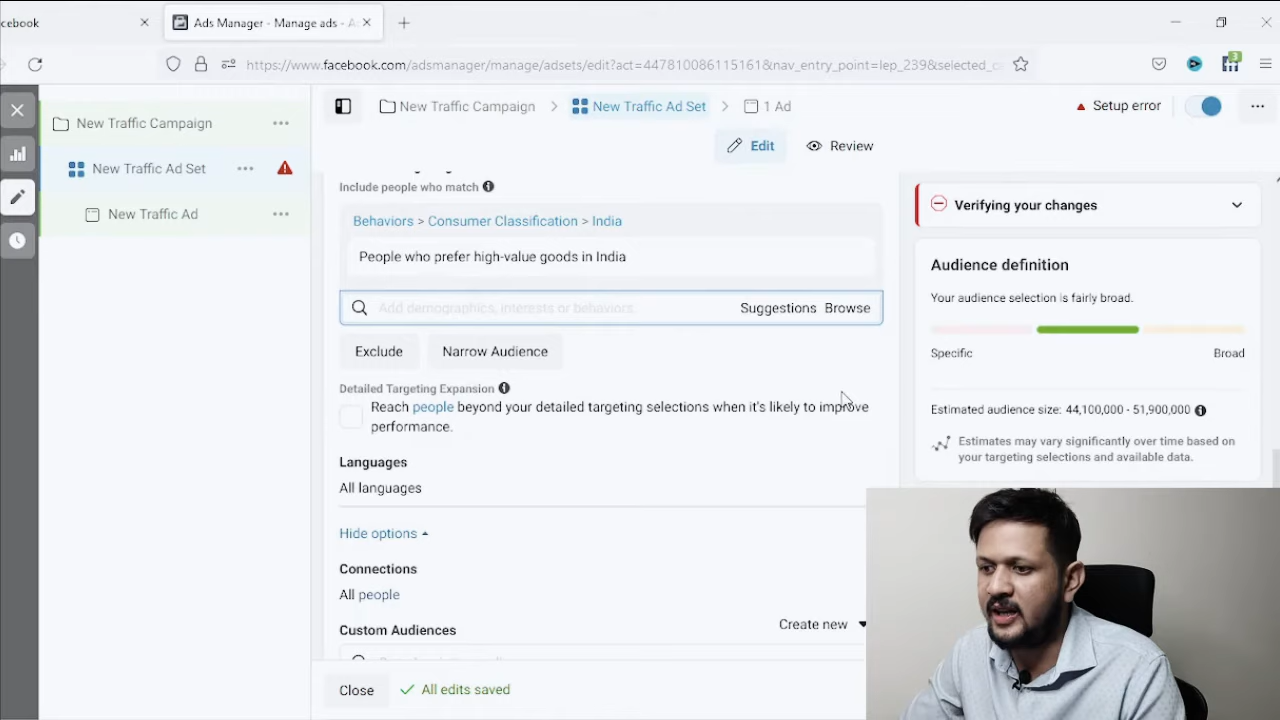 cebook
Ads Manager - Manage ads - A
https://www.facebook.com/adsmanager/manage/adsets/edit?act=447810086115161&nav_entry_point=lep_239&selected_c
3
New Traffic Campaign
New Traffic Ad Set
1 Ad
Setup error
New Traffic Campaign
New Traffic Ad Set
New Traffic Ad
Edit
Review
Include people who match
Behaviors > Consumer Classification > India
People who prefer high-value goods in India
Add demographics, interests or behaviors
Suggestions
Browse
Exclude
Narrow Audience
Detailed Targeting Expansion
Reach people beyond your detailed targeting selections when it's likely to improve
performance.
Languages
All languages
Hide options
Connections
All people
Custom Audiences
Create new
Close
All edits saved
Verifying your changes
Audience definition
Your audience selection is fairly broad.
Specific
Broad
Estimated audience size: 44,100,000 - 51,900,000
Estimates may vary significantly over time based on
your targeting selections and available data.